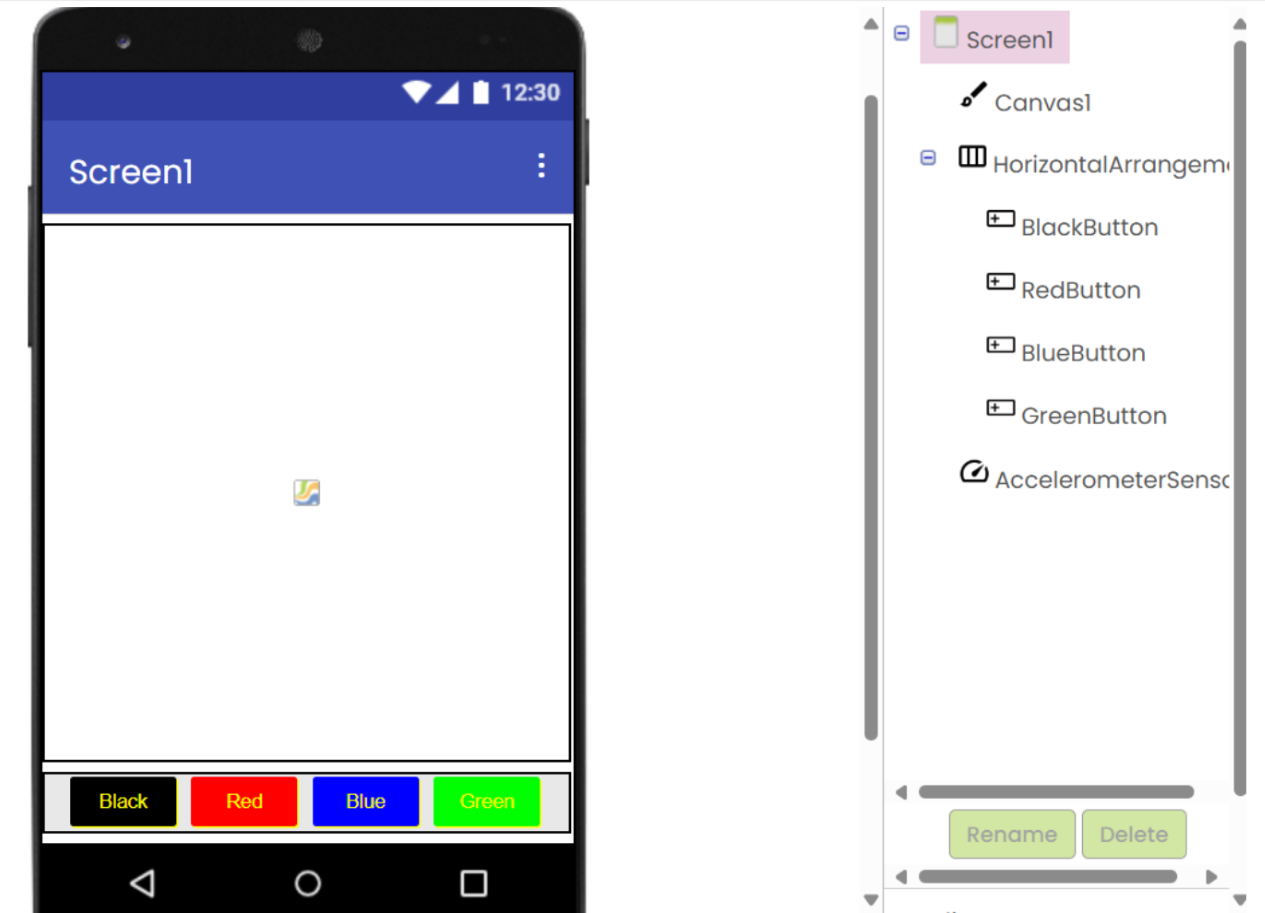 12:30
Screen1
Black Red Blue Green
Screen1
Canvas1
HorizontalArrangem
BlackButton
RedButton
BlueButton
GreenButton
AccelerometerSens
Rename Delete